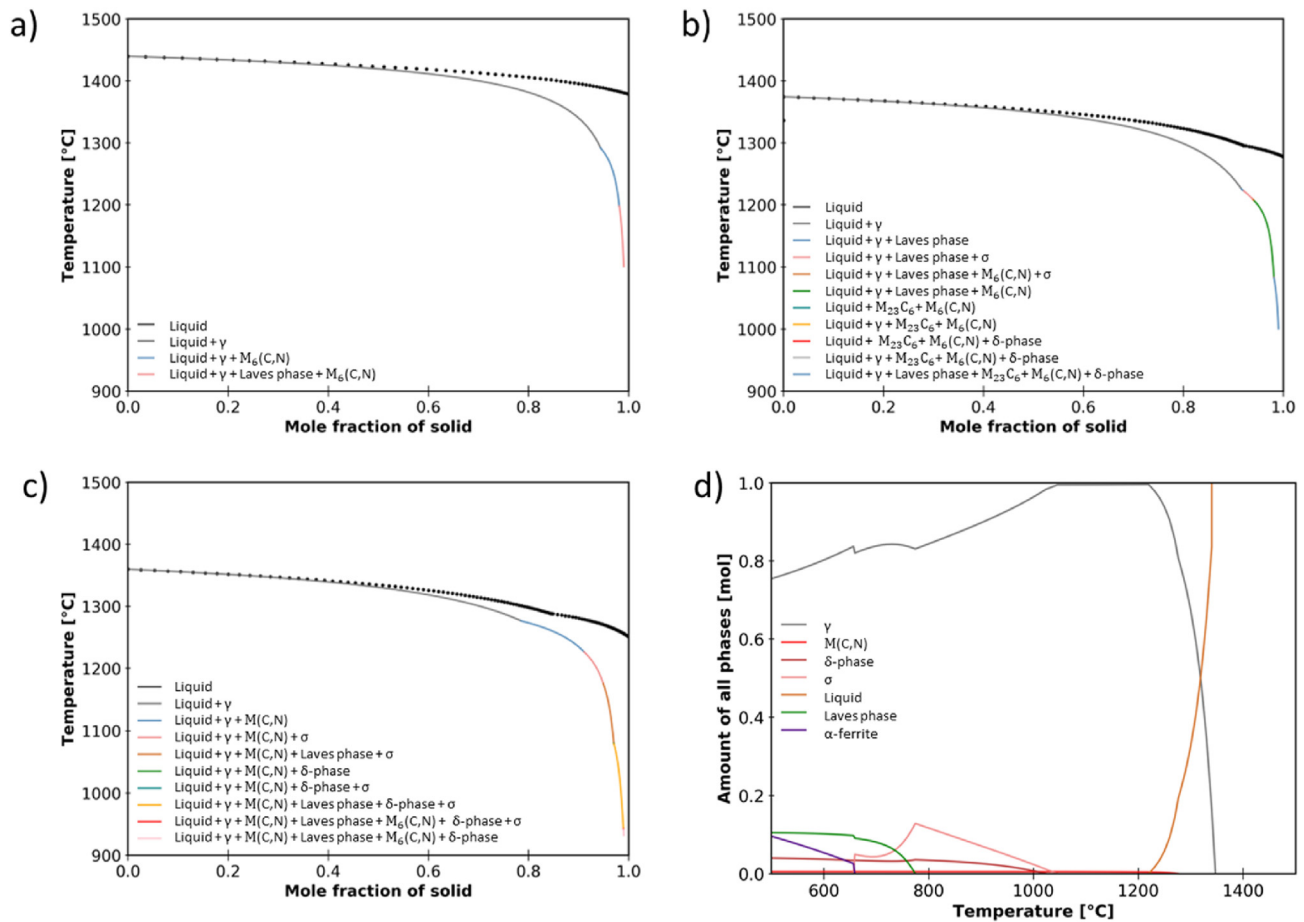 a)
1500
1400
1300
1200
1100
1000
900
Temperature [°C]
Liquid
Liquid + γ
Liquid + γ + M₆(C,N)
Liquid + γ + Laves phase + M₆(C,N)
0.0 0.2 0.4 0.6 0.8 1.0
Mole fraction of solid
b)
1500
1400
1300
1200
1100
1000
900
Temperature [°C]
Liquid
Liquid + γ
Liquid + γ + Laves phase
Liquid + γ + Laves phase + σ
Liquid + γ + Laves phase + M₆(C,N) + σ
Liquid + γ + Laves phase + M₆(C,N)
Liquid + M₂₃C₆ + M₆(C,N)
Liquid + γ + M₂₃C₆ + M₆(C,N)
Liquid + M₂₃C₆ + M₆(C,N) + δ-phase
Liquid + γ + M₂₃C₆ + M₆(C,N) + δ-phase
Liquid + γ + Laves phase + M₂₃C₆ + M₆(C,N) + δ-phase
0.0 0.2 0.4 0.6 0.8 1.0
Mole fraction of solid
c)
1500
1400
1300
1200
1100
1000
900
Temperature [°C]
Liquid
Liquid + γ
Liquid + γ + M(C,N)
Liquid + γ + M(C,N) + σ
Liquid + γ + M(C,N) + Laves phase + σ
Liquid + γ + M(C,N) + δ-phase
Liquid + γ + M(C,N) + δ-phase + σ
Liquid + γ + M(C,N) + Laves phase + δ-phase + σ
Liquid + γ + M(C,N) + Laves phase + M₆(C,N) + δ-phase + σ
Liquid + γ + M(C,N) + Laves phase + M₆(C,N) + δ-phase
0.0 0.2 0.4 0.6 0.8 1.0
Mole fraction of solid
d)
1.0
0.8
0.6
0.4
0.2
0.0
Amount of all phases [mol]
γ
M(C,N)
δ-phase
σ
Liquid
Laves phase
α-ferrite
600 800 1000 1200 1400
Temperature [°C]